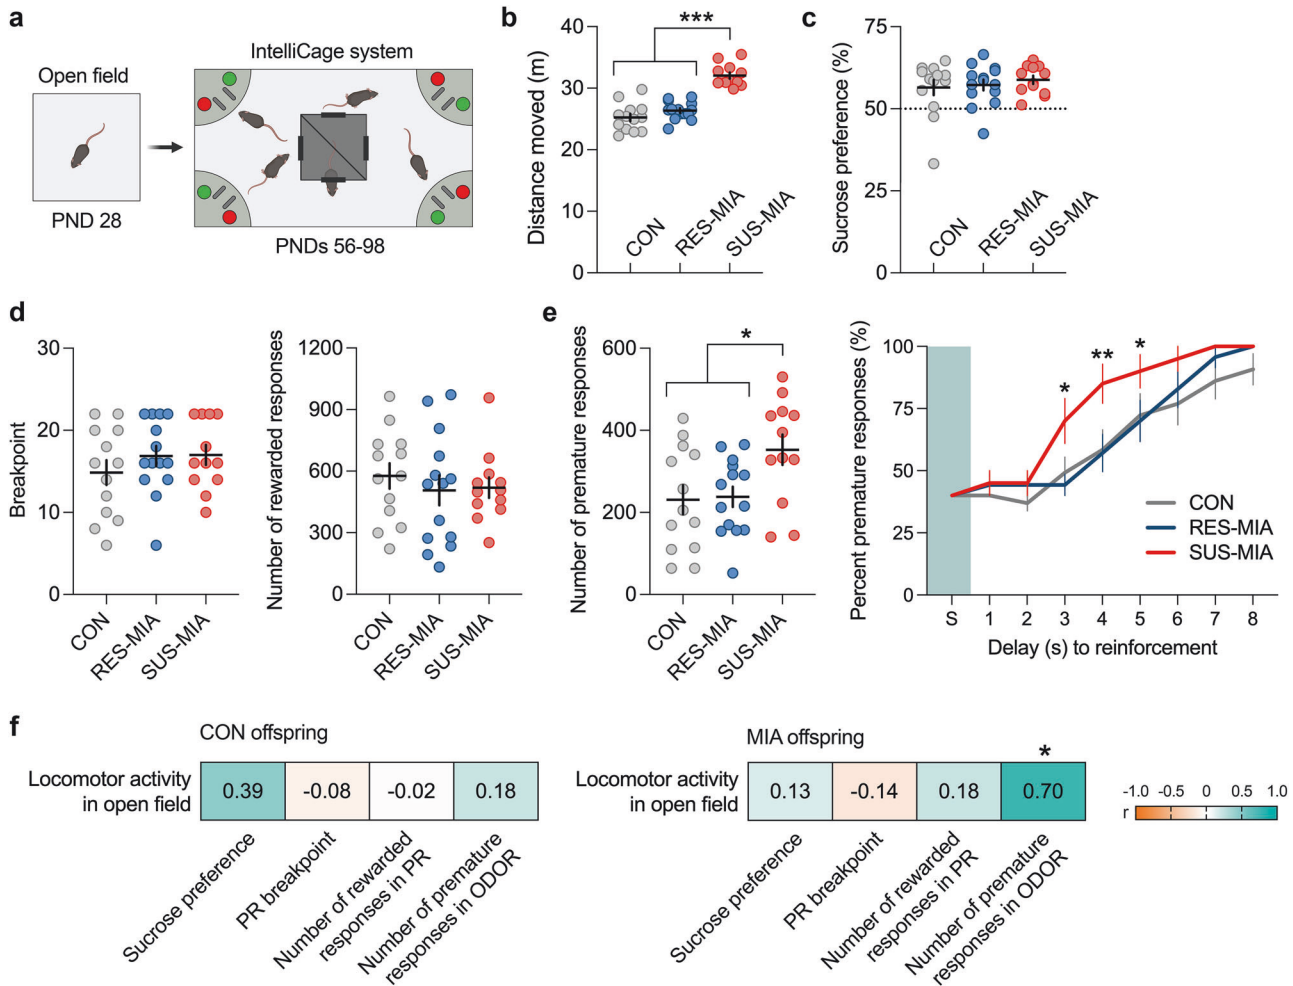 a
Open field
PND 28
IntelliCage system
PNDs 56-98
b
Distance moved (m)
40
30
20
10
0
***
CON
RES-MIA
SUS-MIA
c
Sucrose preference (%)
75
50
25
0
CON
RES-MIA
SUS-MIA
d
Breakpoint
30
20
10
0
CON
RES-MIA
SUS-MIA
Number of rewarded responses
1200
900
600
300
0
CON
RES-MIA
SUS-MIA
e
Number of premature responses
600
400
200
0
*
CON
RES-MIA
SUS-MIA
Percent premature responses (%)
100
75
50
25
0
*
**
*
CON
RES-MIA
SUS-MIA
S 1 2 3 4 5 6 7 8
Delay (s) to reinforcement
f
CON offspring
Locomotor activity
in open field
0.39 -0.08 -0.02 0.18
Sucrose preference
PR breakpoint
Number of rewarded
responses in PR
Number of premature
responses in ODOR
MIA offspring
*
Locomotor activity
in open field
0.13 -0.14 0.18 0.70
Sucrose preference
PR breakpoint
Number of rewarded
responses in PR
Number of premature
responses in ODOR
-1.0 -0.5 0 0.5 1.0
r